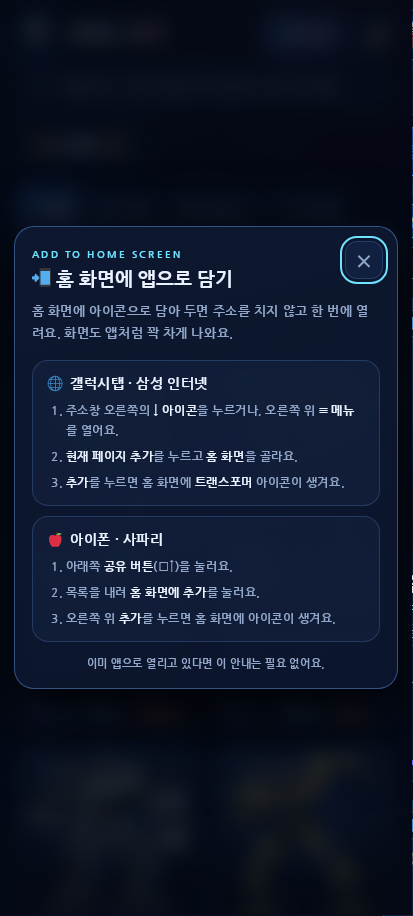 ADD TO HOME SCREEN
📲 홈 화면에 앱으로 담기
홈 화면에 아이콘으로 담아 두면 주소를 치지 않고 한 번에 열
려요. 화면도 앱처럼 꽉 차게 나와요.
🌐 갤럭시탭 · 삼성 인터넷
1. 주소창 오른쪽의 ⭳ 아이콘을 누르거나, 오른쪽 위 ≡ 메뉴
를 열어요.
2. 현재 페이지 추가를 누르고 홈 화면을 골라요.
3. 추가를 누르면 홈 화면에 트랜스포머 아이콘이 생겨요.
🍎 아이폰 · 사파리
1. 아래쪽 공유 버튼(□↑)을 눌러요.
2. 목록을 내려 홈 화면에 추가를 눌러요.
3. 오른쪽 위 추가를 누르면 홈 화면에 아이콘이 생겨요.
이미 앱으로 열리고 있다면 이 안내는 필요 없어요.